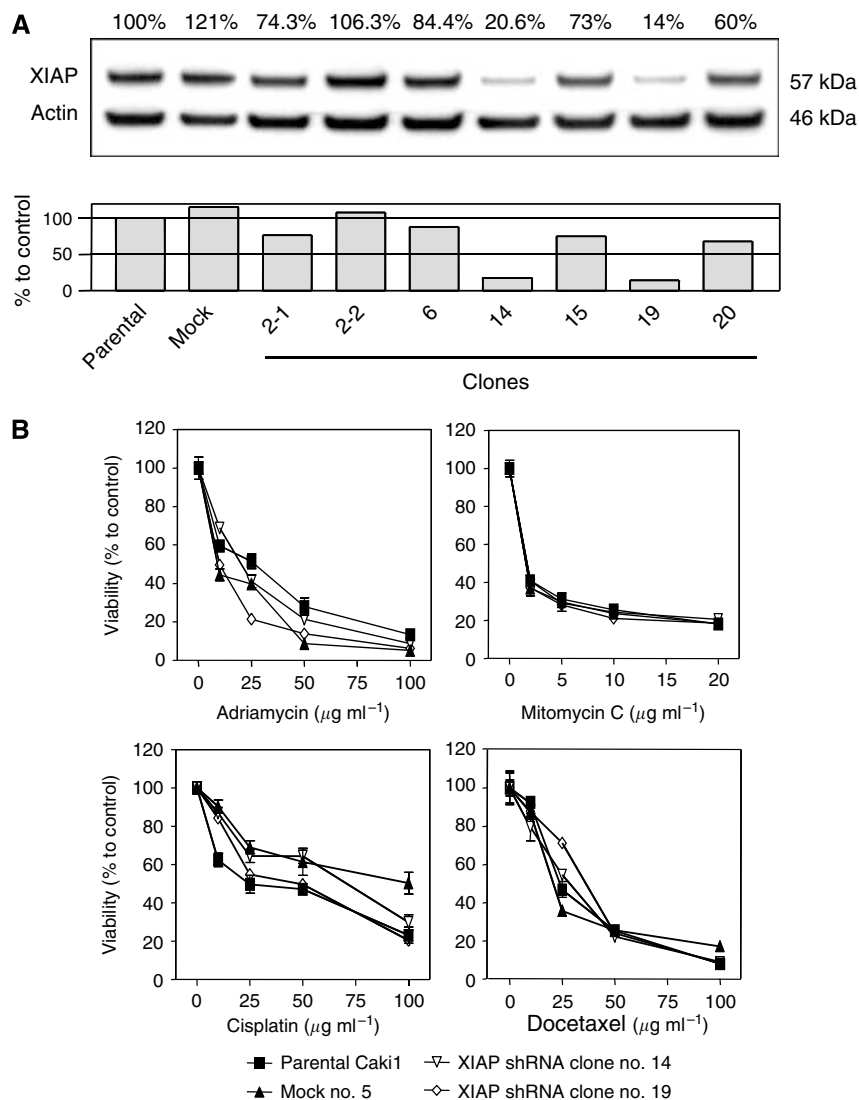 A
100% 121% 74.3% 106.3% 84.4% 20.6% 73% 14% 60%
XIAP
57 kDa
Actin
46 kDa
% to control
100
50
0
Parental Mock 2-1 2-2 6 14 15 19 20
Clones
B
Viability (% to control)
120
100
80
60
40
20
0
0 25 50 75 100
Adriamycin (μg ml⁻¹)
120
100
80
60
40
20
0
0 5 10 15 20
Mitomycin C (μg ml⁻¹)
Viability (% to control)
120
100
80
60
40
20
0
0 25 50 75 100
Cisplatin (μg ml⁻¹)
120
100
80
60
40
20
0
0 25 50 75 100
Docetaxel (μg ml⁻¹)
Parental Caki1
XIAP shRNA clone no. 14
Mock no. 5
XIAP shRNA clone no. 19